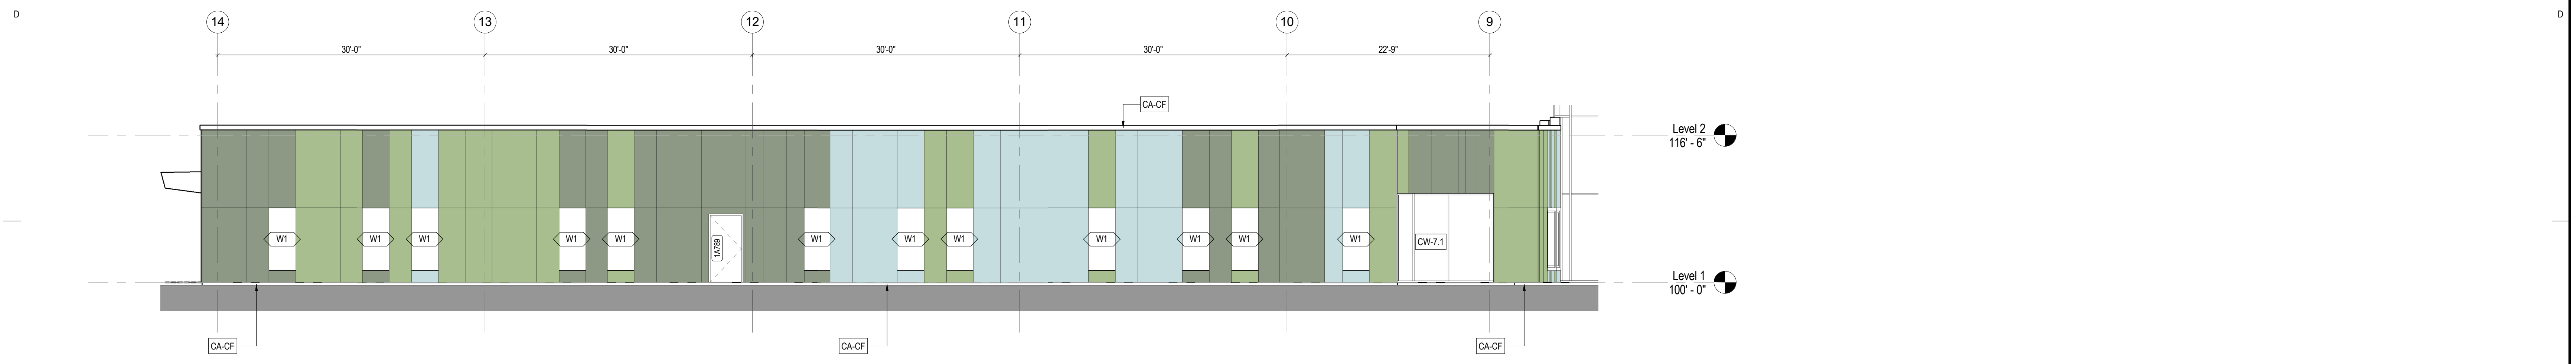 D
D
14
13
12
11
10
9
30'-0"
30'-0"
30'-0"
30'-0"
22'-9"
CA-CF
Level 2
116' - 6"
W1
W1
W1
W1
W1
1A789
W1
W1
W1
W1
W1
W1
W1
CW-7.1
Level 1
100' - 0"
CA-CF
CA-CF
CA-CF